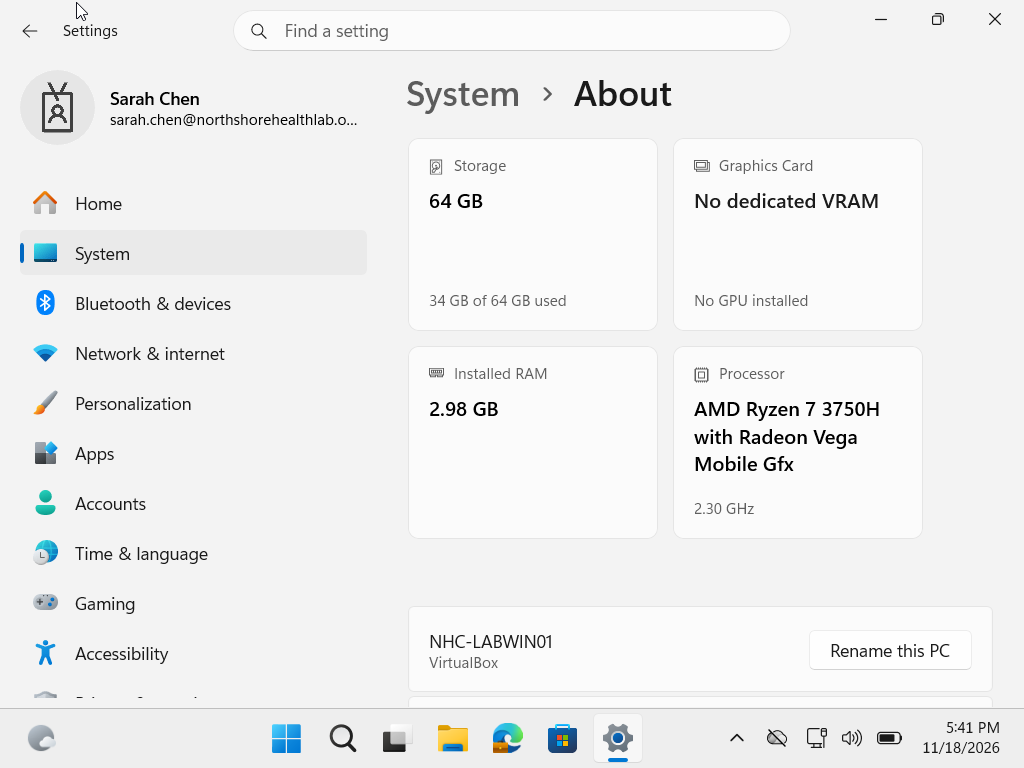 Settings
Find a setting
Sarah Chen
sarah.chen@northshorehealthlab.o...
Home
System
Bluetooth & devices
Network & internet
Personalization
Apps
Accounts
Time & language
Gaming
Accessibility
System > About
Storage
64 GB
34 GB of 64 GB used
Graphics Card
No dedicated VRAM
No GPU installed
Installed RAM
2.98 GB
Processor
AMD Ryzen 7 3750H
with Radeon Vega
Mobile Gfx
2.30 GHz
NHC-LABWIN01
VirtualBox
Rename this PC
5:41 PM
11/18/2026